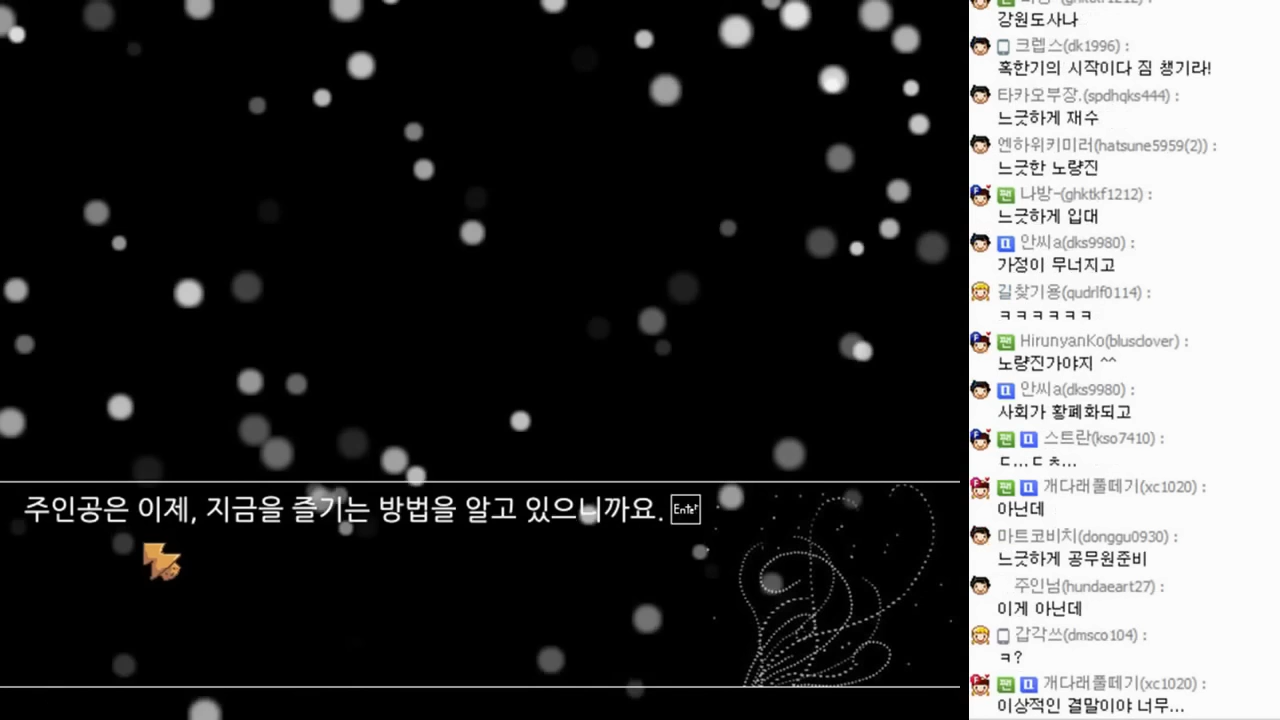 주인공은 이제, 지금을 즐기는 방법을 알고 있으니까요. Enter
강원도사나
크렙스(dk1996) :
혹한기의 시작이다 짐 챙기라!
타카오부장.(spdhqks444) :
느긋하게 재수
엔하위키미러(hatsune5959(2)) :
느긋한 노량진
팬 나방-(ghktkf1212) :
느긋하게 입대
안씨a(dks9980) :
가정이 무너지고
길찾기용(qudrlf0114) :
ㅋㅋㅋㅋㅋㅋ
팬 HirunyanKo(blusclover) :
노량진가야지 ^^
안씨a(dks9980) :
사회가 황폐화되고
팬 스트란(kso7410) :
ㄷ...ㄷㅊ...
팬 개다래풀떼기(xc1020) :
아닌데
마트코비치(donggu0930) :
느긋하게 공무원준비
주인님(hundaeart27) :
이게 아닌데
갑각쓰(dmsco104) :
ㅋ?
팬 개다래풀떼기(xc1020) :
이상적인 결말이야 너무...